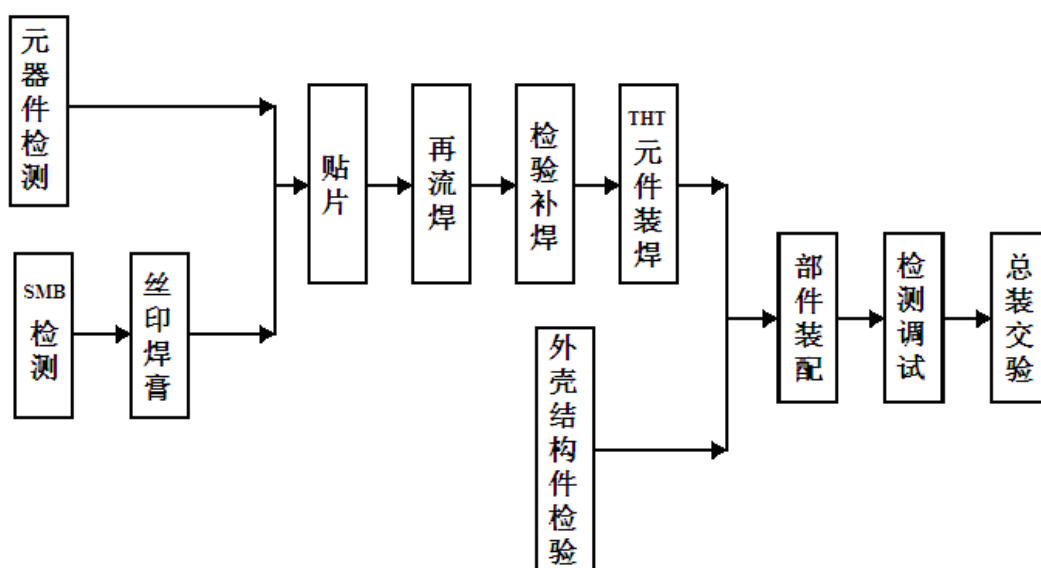 元器件检测
SMB检测
丝印焊膏
贴片
再流焊
检验补焊
THT元件装焊
外壳结构件检验
部件装配
检测调试
总装交验